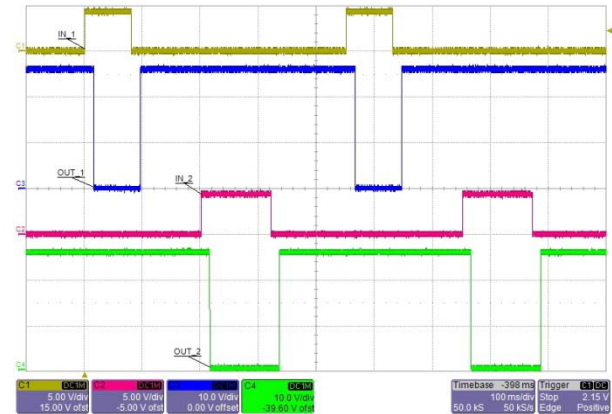 C1
IN_1
C3
OUT_1
IN_2
C2
OUT_2
C4
C1 DC1M
5.00 V/div
15.00 V ofst
C2 DC1M
5.00 V/div
-5.00 V ofst
DC1M
10.0 V/div
0.00 V offset
C4 DC1M
10.0 V/div
-39.60 V ofst
Timebase -398 ms
100 ms/div
50.0 kS 50 kS/s
Trigger C1 DC
Stop 2.15 V
Edge Positive